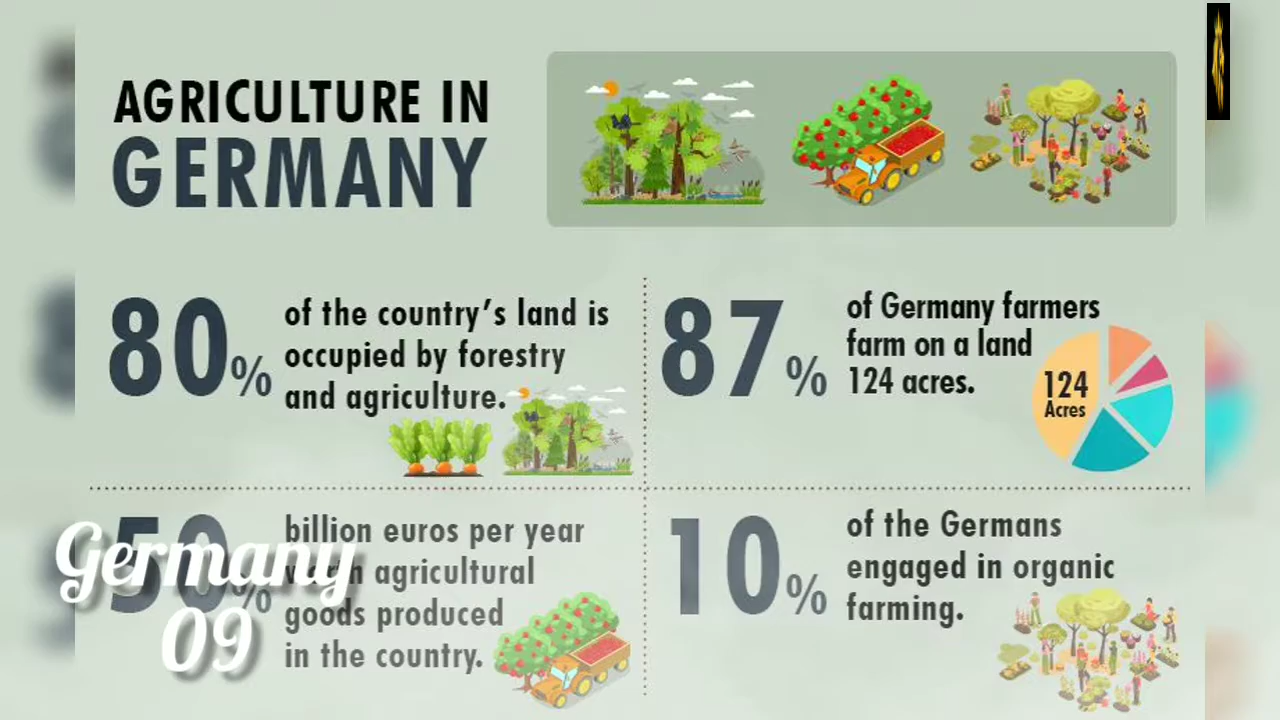 AGRICULTURE IN
GERMANY
80%
of the country's land is
occupied by forestry
and agriculture.
87%
of Germany farmers
farm on a land
124 acres.
124
Acres
50%
billion euros per year
worth agricultural
goods produced
in the country.
10%
of the Germans
engaged in organic
farming.
Germany
09